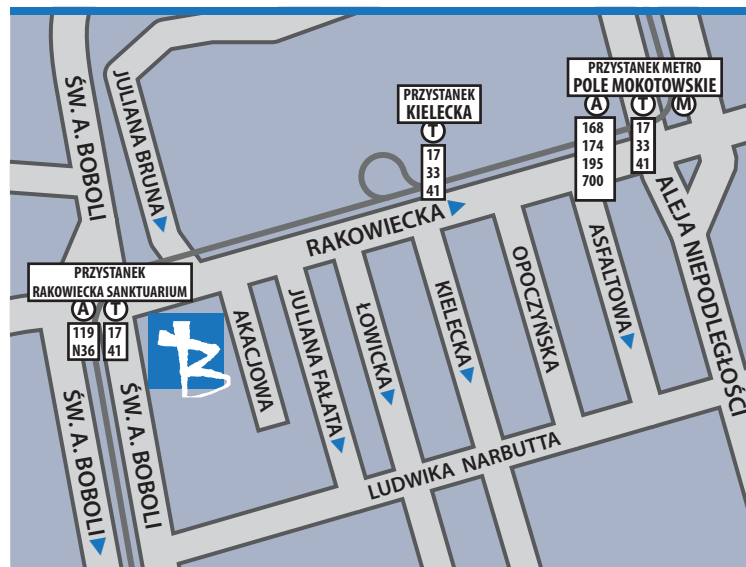 PRZYSTANEK METRO
POLE MOKOTOWSKIE
A T M
168
174
195
700
17
33
41
PRZYSTANEK
KIELECKA
T
17
33
41
ŚW. A. BOBOLI
JULIANA BRUNA
RAKOWIECKA
ALEJA NIEPODLEGŁOŚCI
PRZYSTANEK
RAKOWIECKA SANKTUARIUM
A T
119
N36
17
41
B
AKACJOWA
JULIANA FAŁATA
ŁOWICKA
KIELECKA
OPOCZYŃSKA
ASFALTOWA
ŚW. A. BOBOLI
ŚW. A. BOBOLI
LUDWIKA NARBUTTA